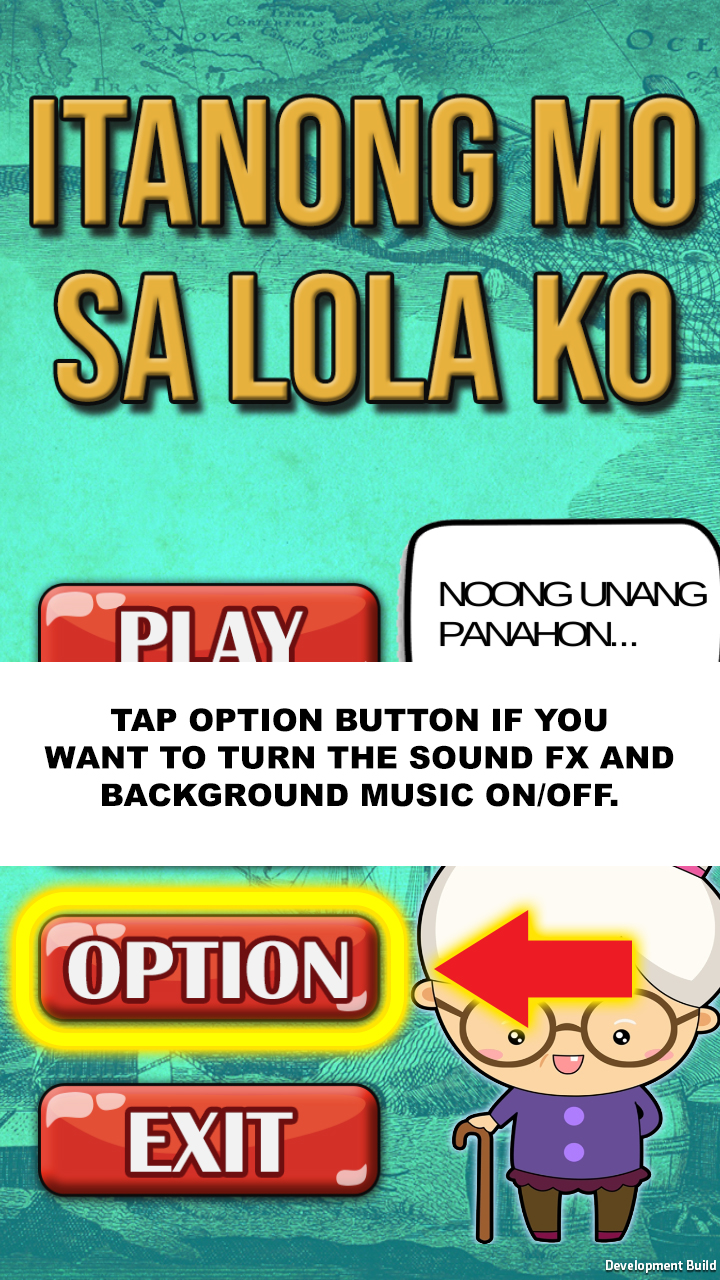 ITANONG MO
SA LOLA KO
NOONG UNANG
PANAHON...
PLAY
TAP OPTION BUTTON IF YOU
WANT TO TURN THE SOUND FX AND
BACKGROUND MUSIC ON/OFF.
OPTION
EXIT
Development Build